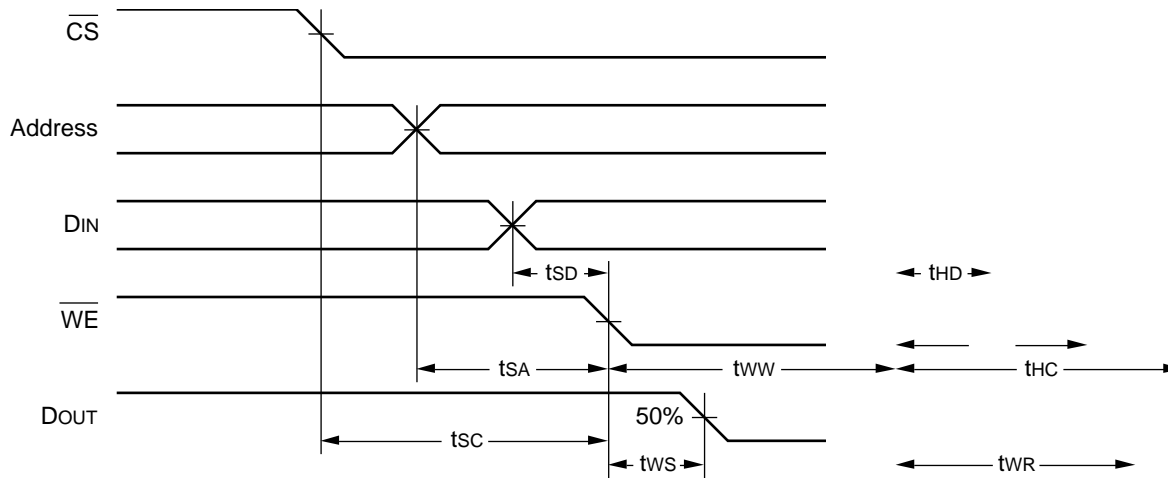 CS
Address
DIN
tSD
tHD
WE
tSA
tWW
tHC
DOUT
50%
tSC
tWS
tWR